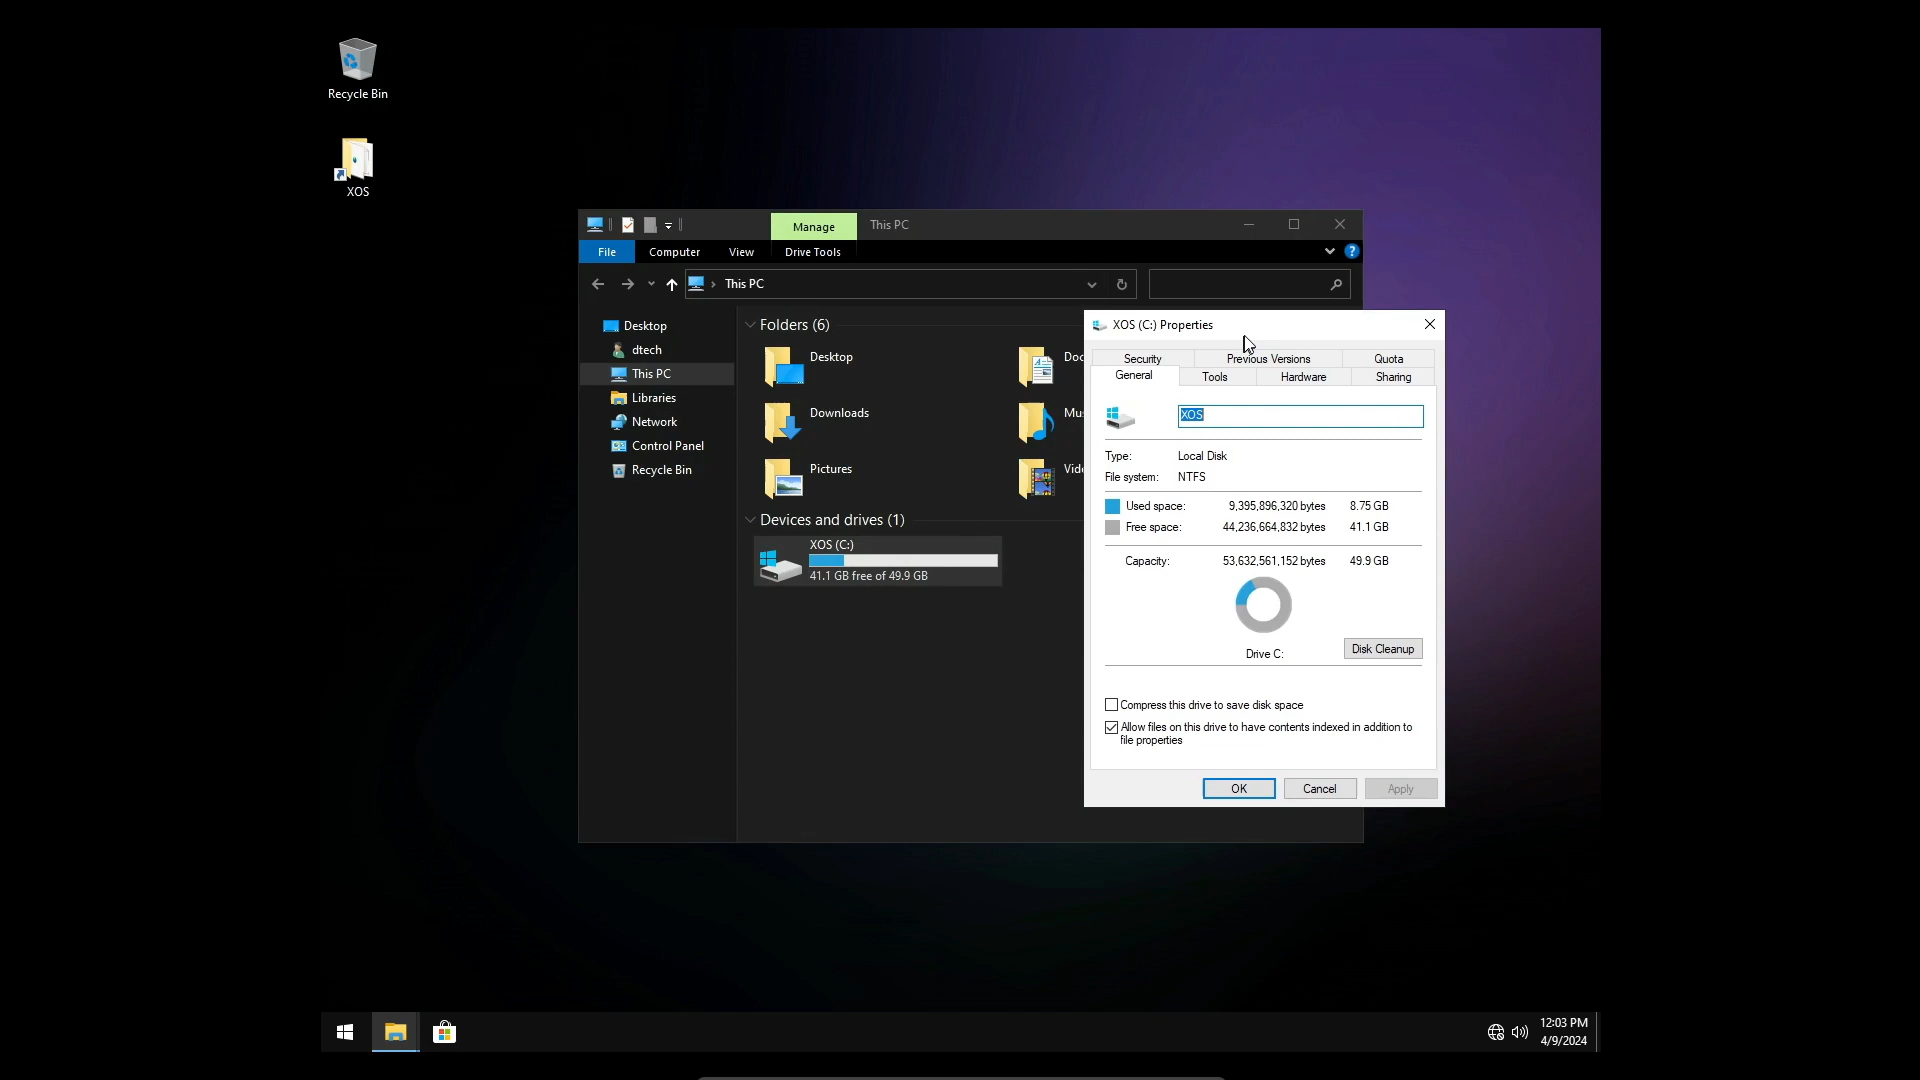 Recycle Bin
XOS
Manage
This PC
File
Computer
View
Drive Tools
This PC
Desktop
dtech
This PC
Libraries
Network
Control Panel
Recycle Bin
Folders (6)
Desktop
Downloads
Pictures
Doc
Mu
Vid
Devices and drives (1)
XOS (C:)
41.1 GB free of 49.9 GB
XOS (C:) Properties
Security
Previous Versions
Quota
General
Tools
Hardware
Sharing
XOS
Type: Local Disk
File system: NTFS
Used space: 9,395,896,320 bytes 8.75 GB
Free space: 44,236,664,832 bytes 41.1 GB
Capacity: 53,632,561,152 bytes 49.9 GB
Drive C:
Disk Cleanup
Compress this drive to save disk space
Allow files on this drive to have contents indexed in addition to
file properties
OK
Cancel
Apply
12:03 PM
4/9/2024